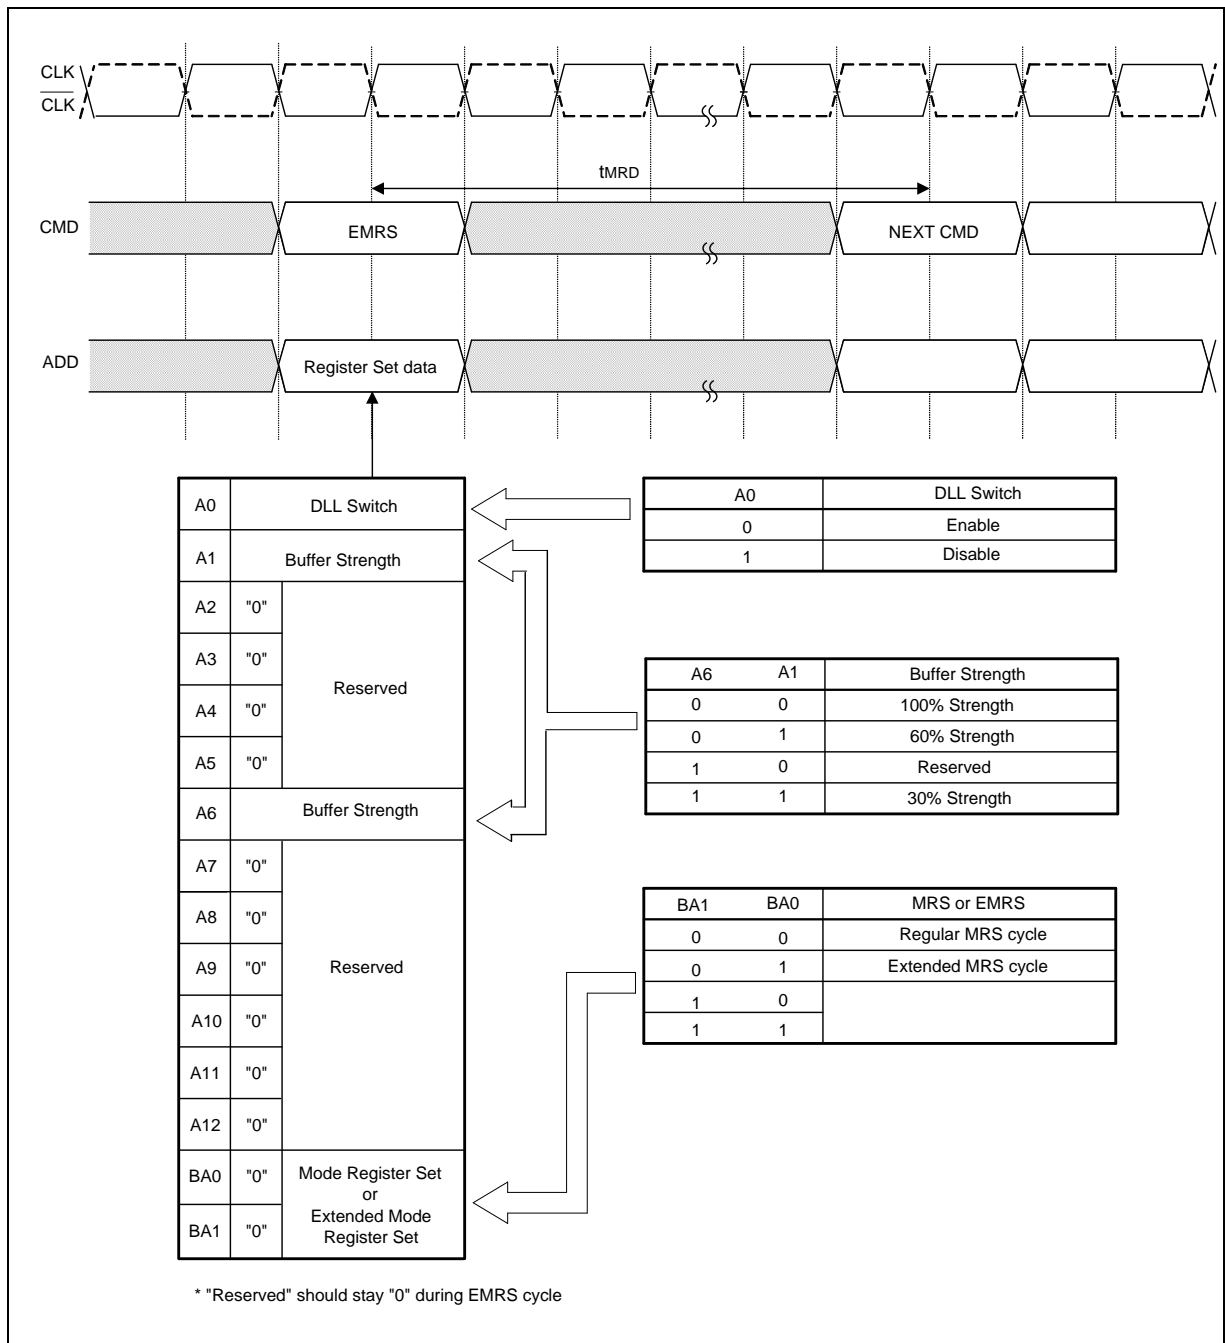 CLK
CLK
tMRD
CMD
EMRS
NEXT CMD
ADD
Register Set data
A0 DLL Switch
A1 Buffer Strength
A2 "0"
A3 "0"
Reserved
A4 "0"
A5 "0"
A6 Buffer Strength
A7 "0"
A8 "0"
A9 "0" Reserved
A10 "0"
A11 "0"
A12 "0"
BA0 "0"
BA1 "0"
Mode Register Set
or
Extended Mode
Register Set
A0 DLL Switch
0 Enable
1 Disable
A6 A1 Buffer Strength
0 0 100% Strength
0 1 60% Strength
1 0 Reserved
1 1 30% Strength
BA1 BA0 MRS or EMRS
0 0 Regular MRS cycle
0 1 Extended MRS cycle
1 0
1 1
* "Reserved" should stay "0" during EMRS cycle